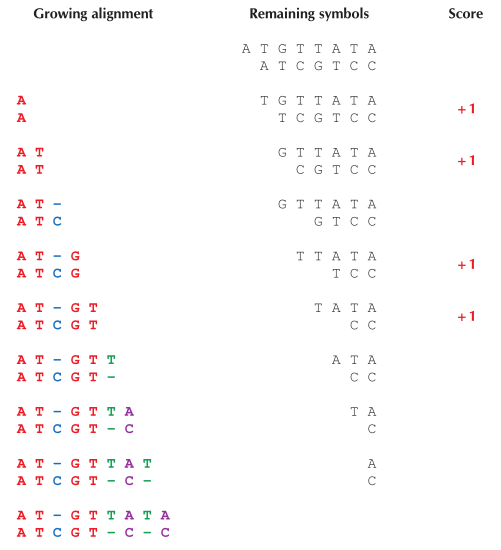 Growing alignment Remaining symbols Score
A T G T T A T A
A T C G T C C
A T G T T A T A
A T C G T C C +1
A T G T T A T A
A T C G T C C +1
A T – G T T A T A
A T C G T C C
A T – G T T A T A
A T C G T C C +1
A T – G T T A T A
A T C G T C C +1
A T – G T T A T A
A T C G T – C C
A T – G T T A T A
A T C G T – C C
A T – G T T A T A
A T C G T – C – C
A T – G T T A T A
A T C G T – C – C